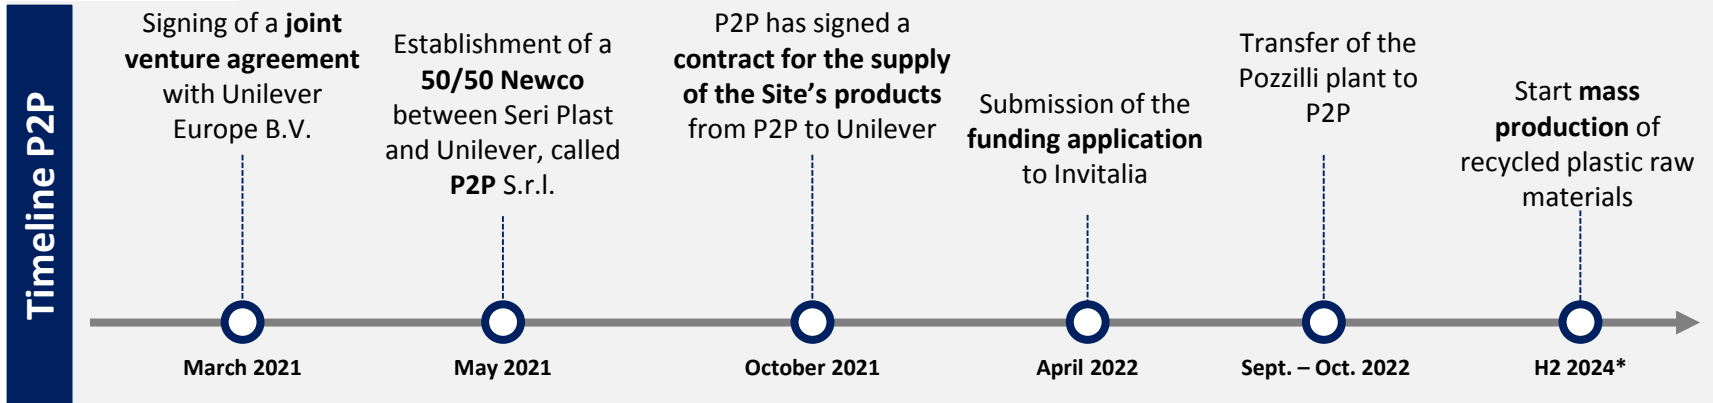 Timeline P2P
Signing of a joint
venture agreement
with Unilever
Europe B.V.
Establishment of a
50/50 Newco
between Seri Plast
and Unilever, called
P2P S.r.l.
P2P has signed a
contract for the supply
of the Site’s products
from P2P to Unilever
Submission of the
funding application
to Invitalia
Transfer of the
Pozzilli plant to
P2P
Start mass
production of
recycled plastic raw
materials
March 2021
May 2021
October 2021
April 2022
Sept. – Oct. 2022
H2 2024*